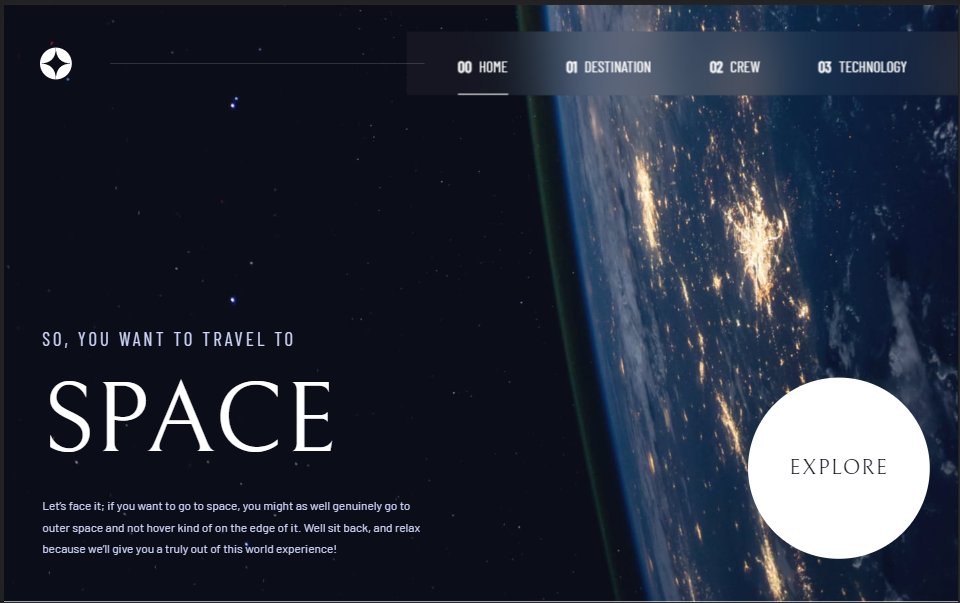 00 HOME 01 DESTINATION 02 CREW 03 TECHNOLOGY
SO, YOU WANT TO TRAVEL TO
SPACE
Let’s face it; if you want to go to space, you might as well genuinely go to
outer space and not hover kind of on the edge of it. Well sit back, and relax
because we’ll give you a truly out of this world experience!
EXPLORE